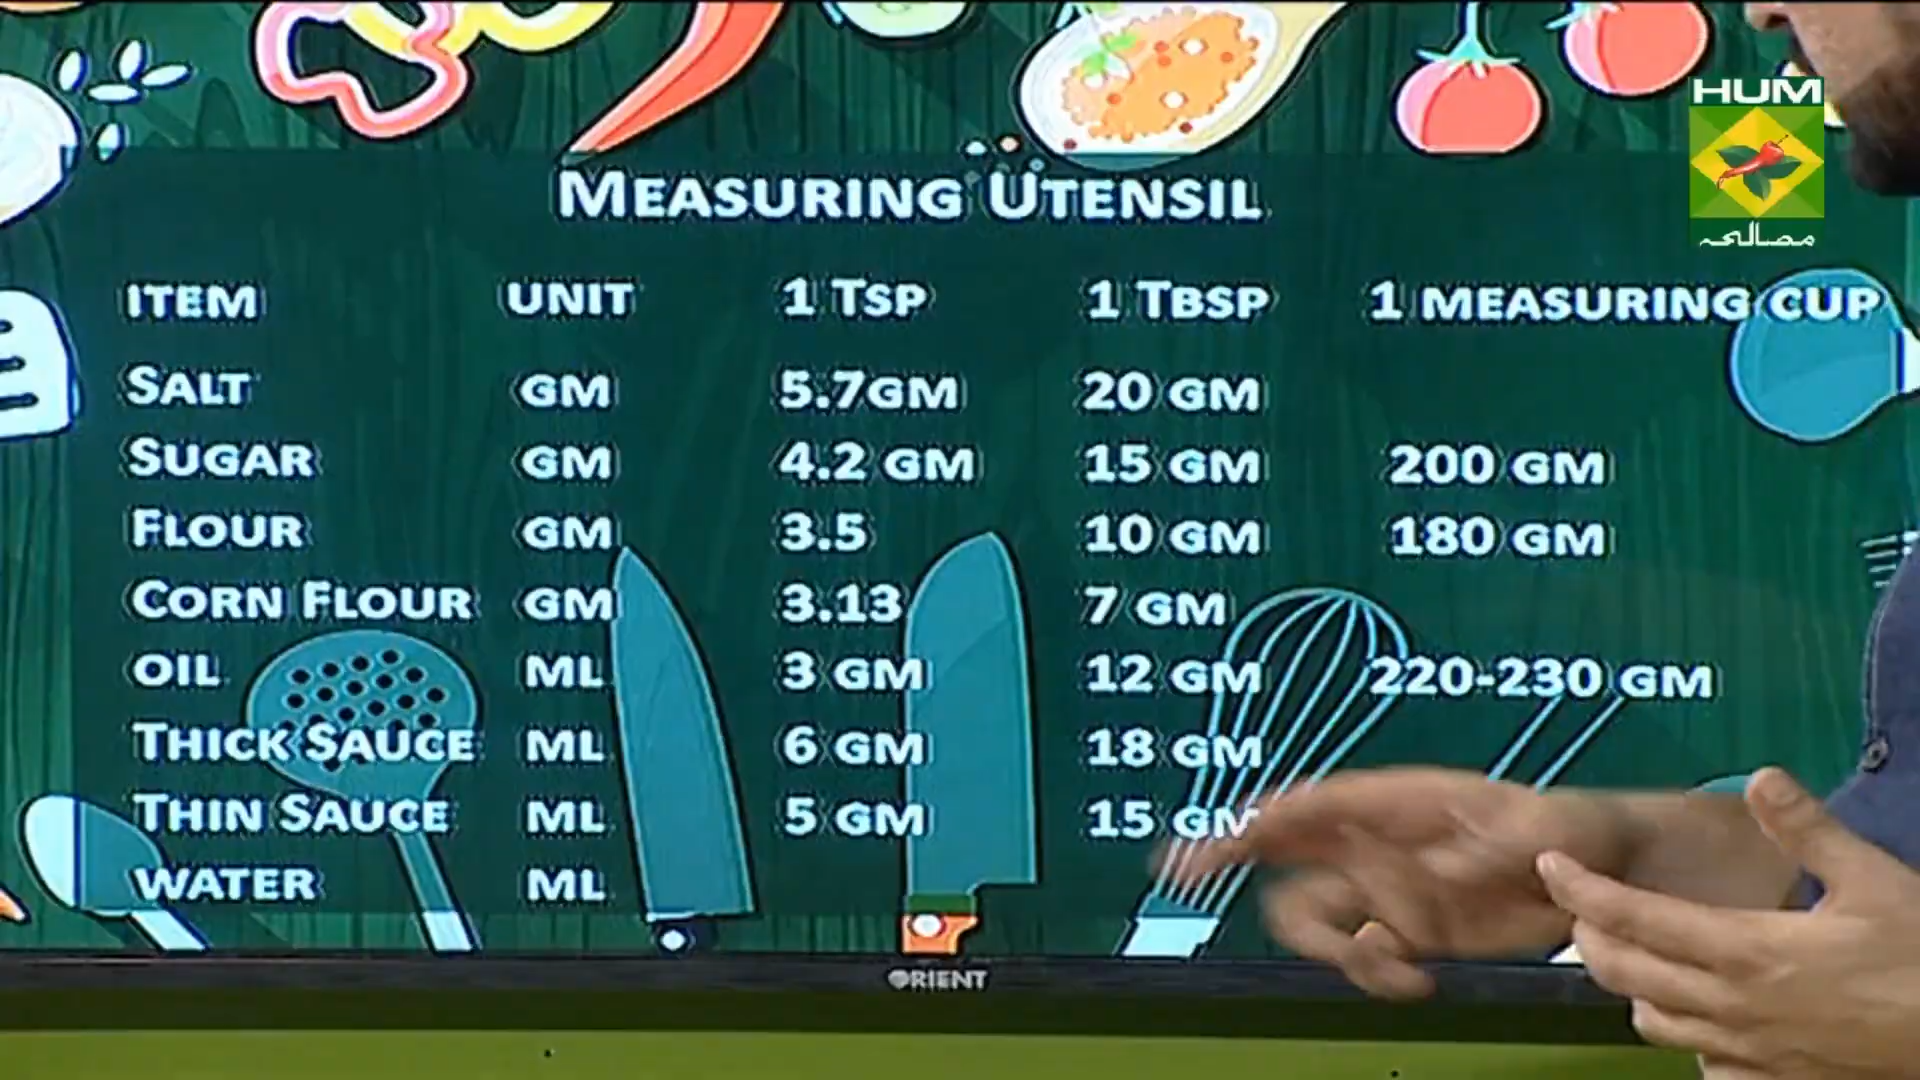 HUM
مصالحہ
MEASURING UTENSIL
ITEM UNIT 1 TSP 1 TBSP 1 MEASURING CUP
SALT GM 5.7GM 20 GM
SUGAR GM 4.2 GM 15 GM 200 GM
FLOUR GM 3.5 10 GM 180 GM
CORN FLOUR GM 3.13 7 GM
OIL ML 3 GM 12 GM 220-230 GM
THICK SAUCE ML 6 GM 18 GM
THIN SAUCE ML 5 GM 15 GM
WATER ML
ORIENT